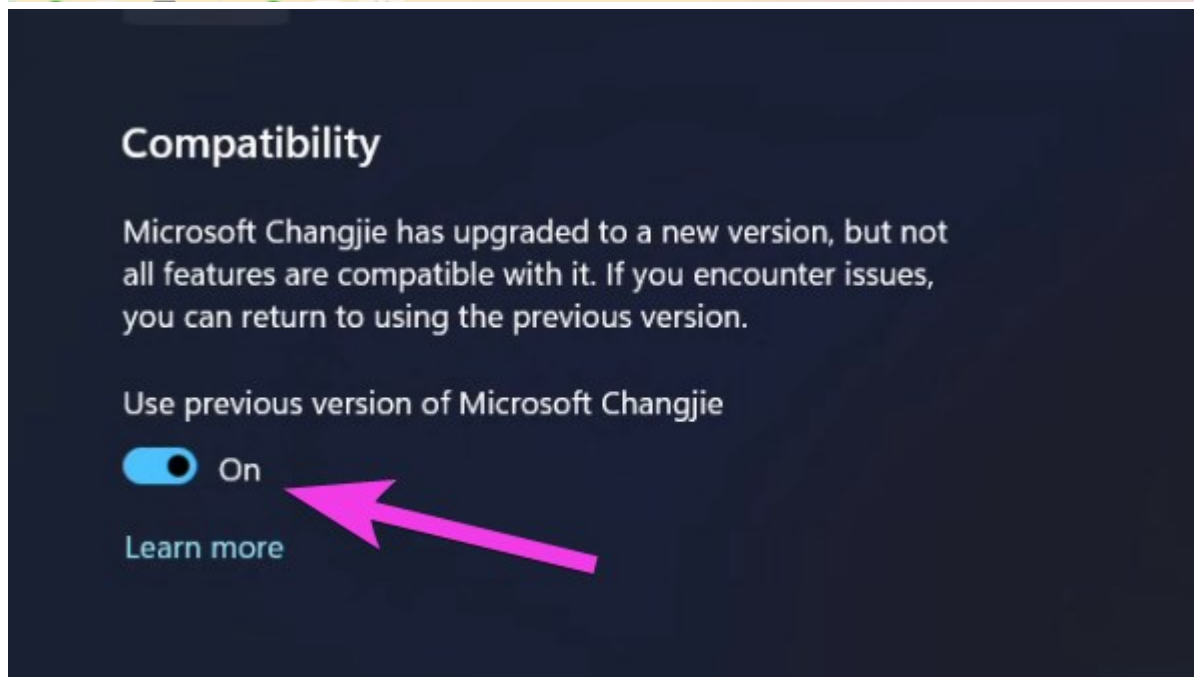 Compatibility
Microsoft Changjie has upgraded to a new version, but not
all features are compatible with it. If you encounter issues,
you can return to using the previous version.
Use previous version of Microsoft Changjie
On
Learn more